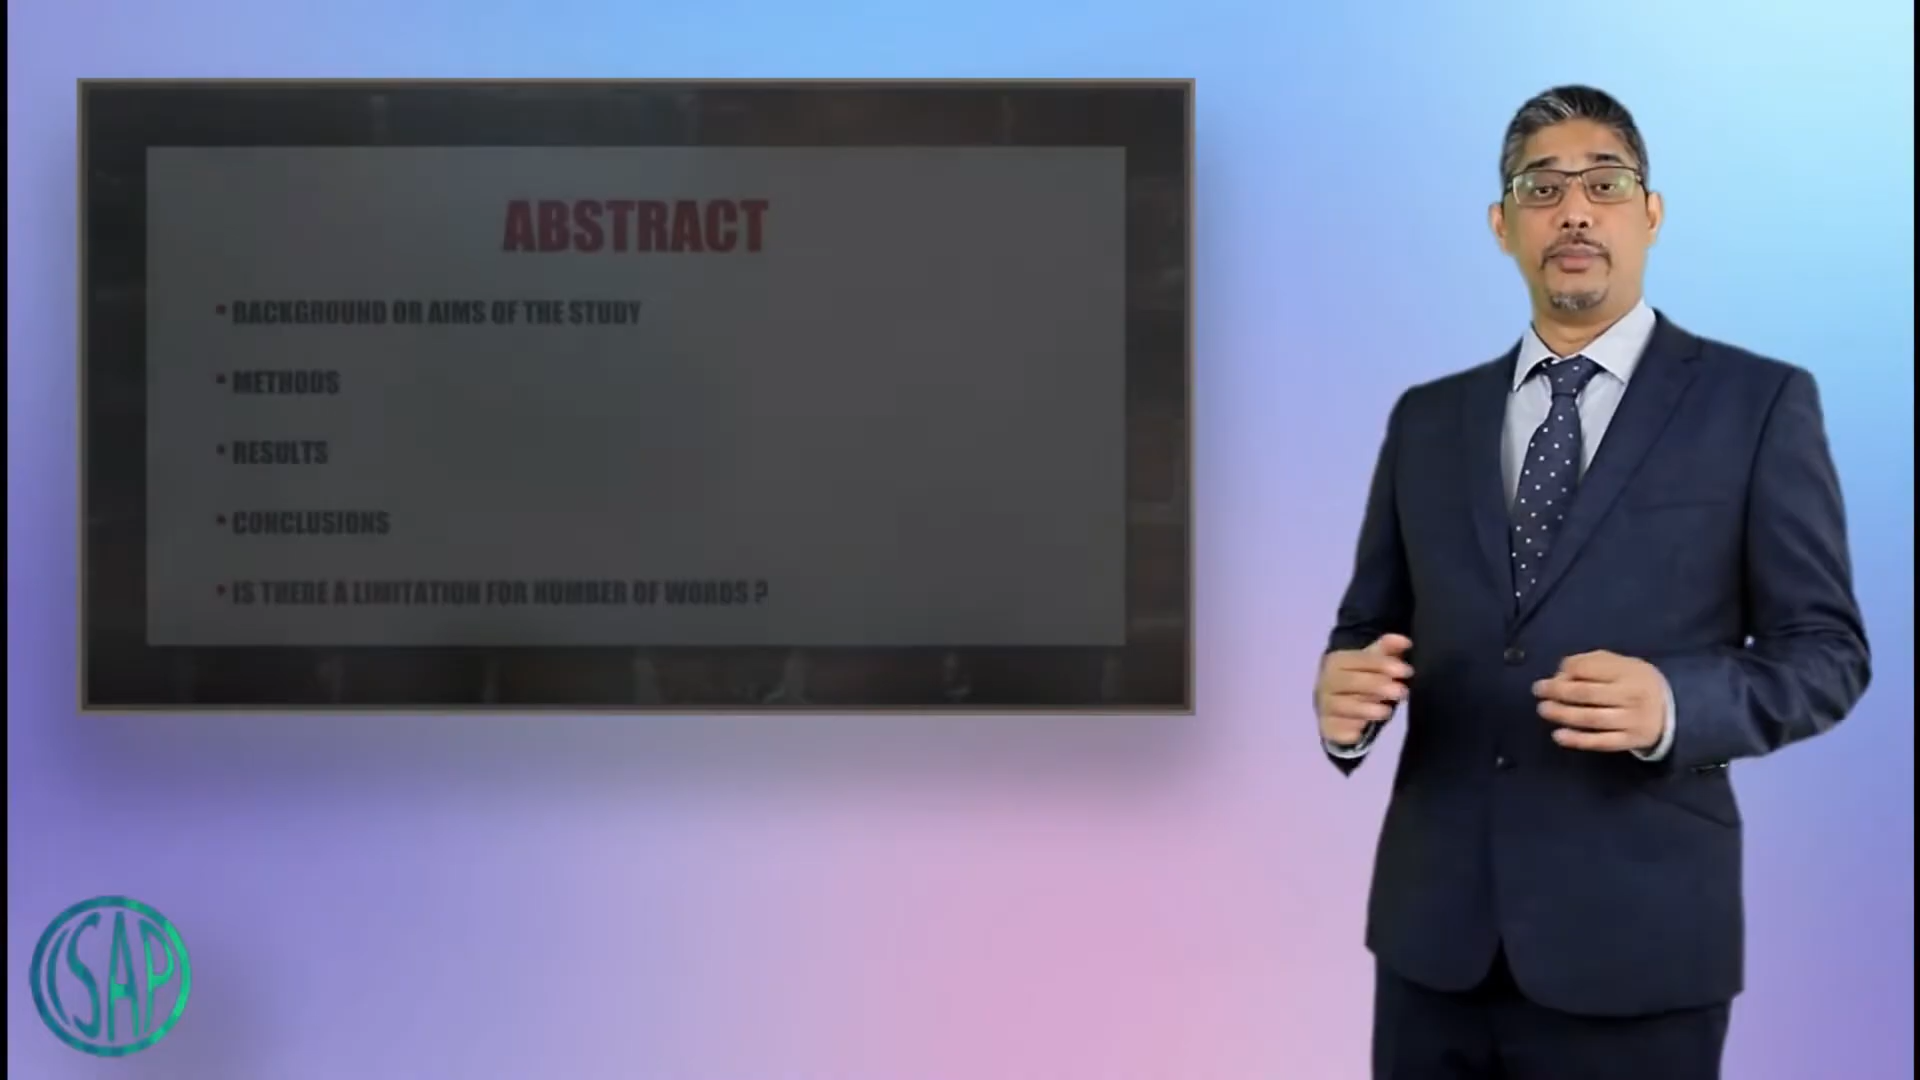 ABSTRACT
• BACKGROUND OR AIMS OF THE STUDY
• METHODS
• RESULTS
• CONCLUSIONS
• IS THERE A LIMITATION FOR NUMBER OF WORDS ?
ISAP